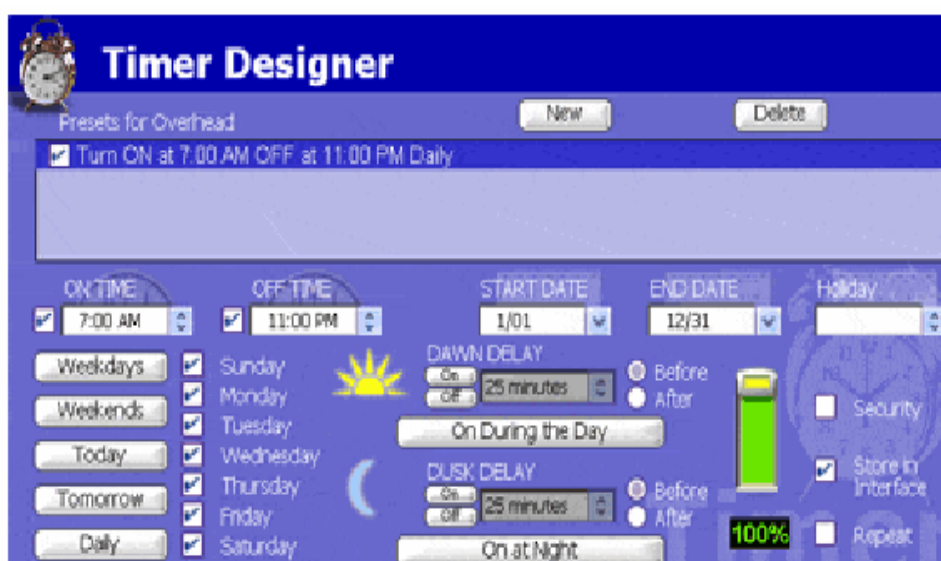 Timer Designer
Presets for Overhead
New
Delete
Turn ON at 7:00 AM OFF at 11:00 PM Daily
ON TIME
OFF TIME
START DATE
END DATE
Holiday
7:00 AM
11:00 PM
1/01
12/31
Weekdays
Weekends
Today
Tomorrow
Daily
Sunday
Monday
Tuesday
Wednesday
Thursday
Friday
Saturday
DAWN DELAY
On
Off
25 minutes
Before
After
On During the Day
DUSK DELAY
On
Off
25 minutes
Before
After
On at Night
100%
Security
Store in
Interface
Repeat